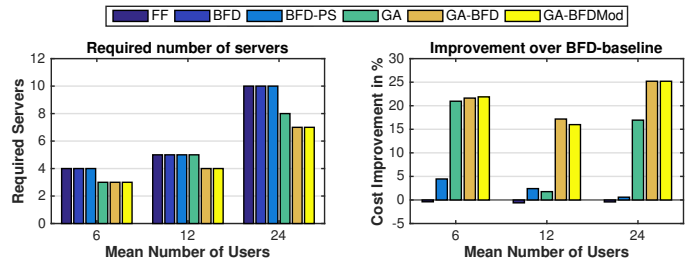 FF BFD BFD-PS GA GA-BFD GA-BFDMod
Required number of servers
Required Servers
12
10
8
6
4
2
0
6 12 24
Mean Number of Users
Improvement over BFD-baseline
Cost Improvement in %
30
25
20
15
10
5
0
-5
6 12 24
Mean Number of Users